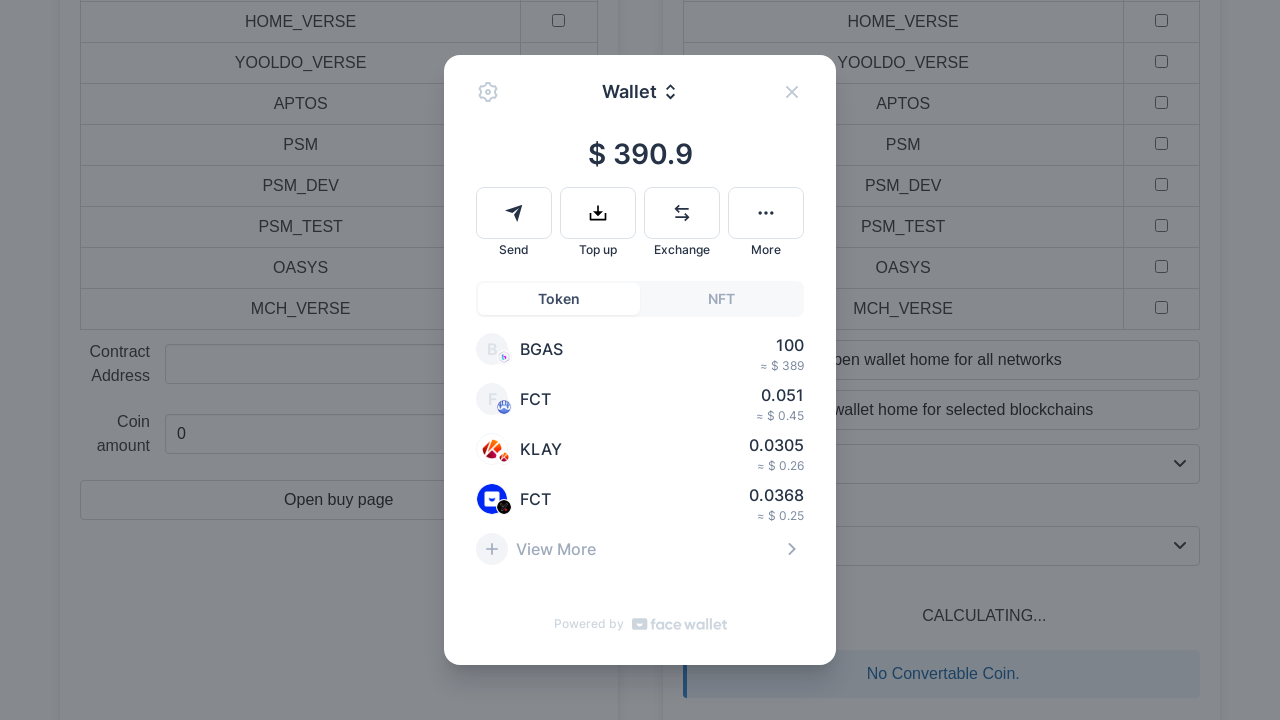 HOME_VERSE
YOOLDO_VERSE
APTOS
PSM
PSM_DEV
PSM_TEST
OASYS
MCH_VERSE
Contract
Address
Coin
amount
0
Open buy page
Wallet
$ 390.9
Send
Top up
Exchange
More
Token
NFT
B
BGAS
100
≈ $ 389
F
FCT
0.051
≈ $ 0.45
KLAY
0.0305
≈ $ 0.26
FCT
0.0368
≈ $ 0.25
View More
Powered by face wallet
HOME_VERSE
YOOLDO_VERSE
APTOS
PSM
PSM_DEV
PSM_TEST
OASYS
MCH_VERSE
wallet home for all networks
wallet home for selected blockchains
CALCULATING...
No Convertable Coin.